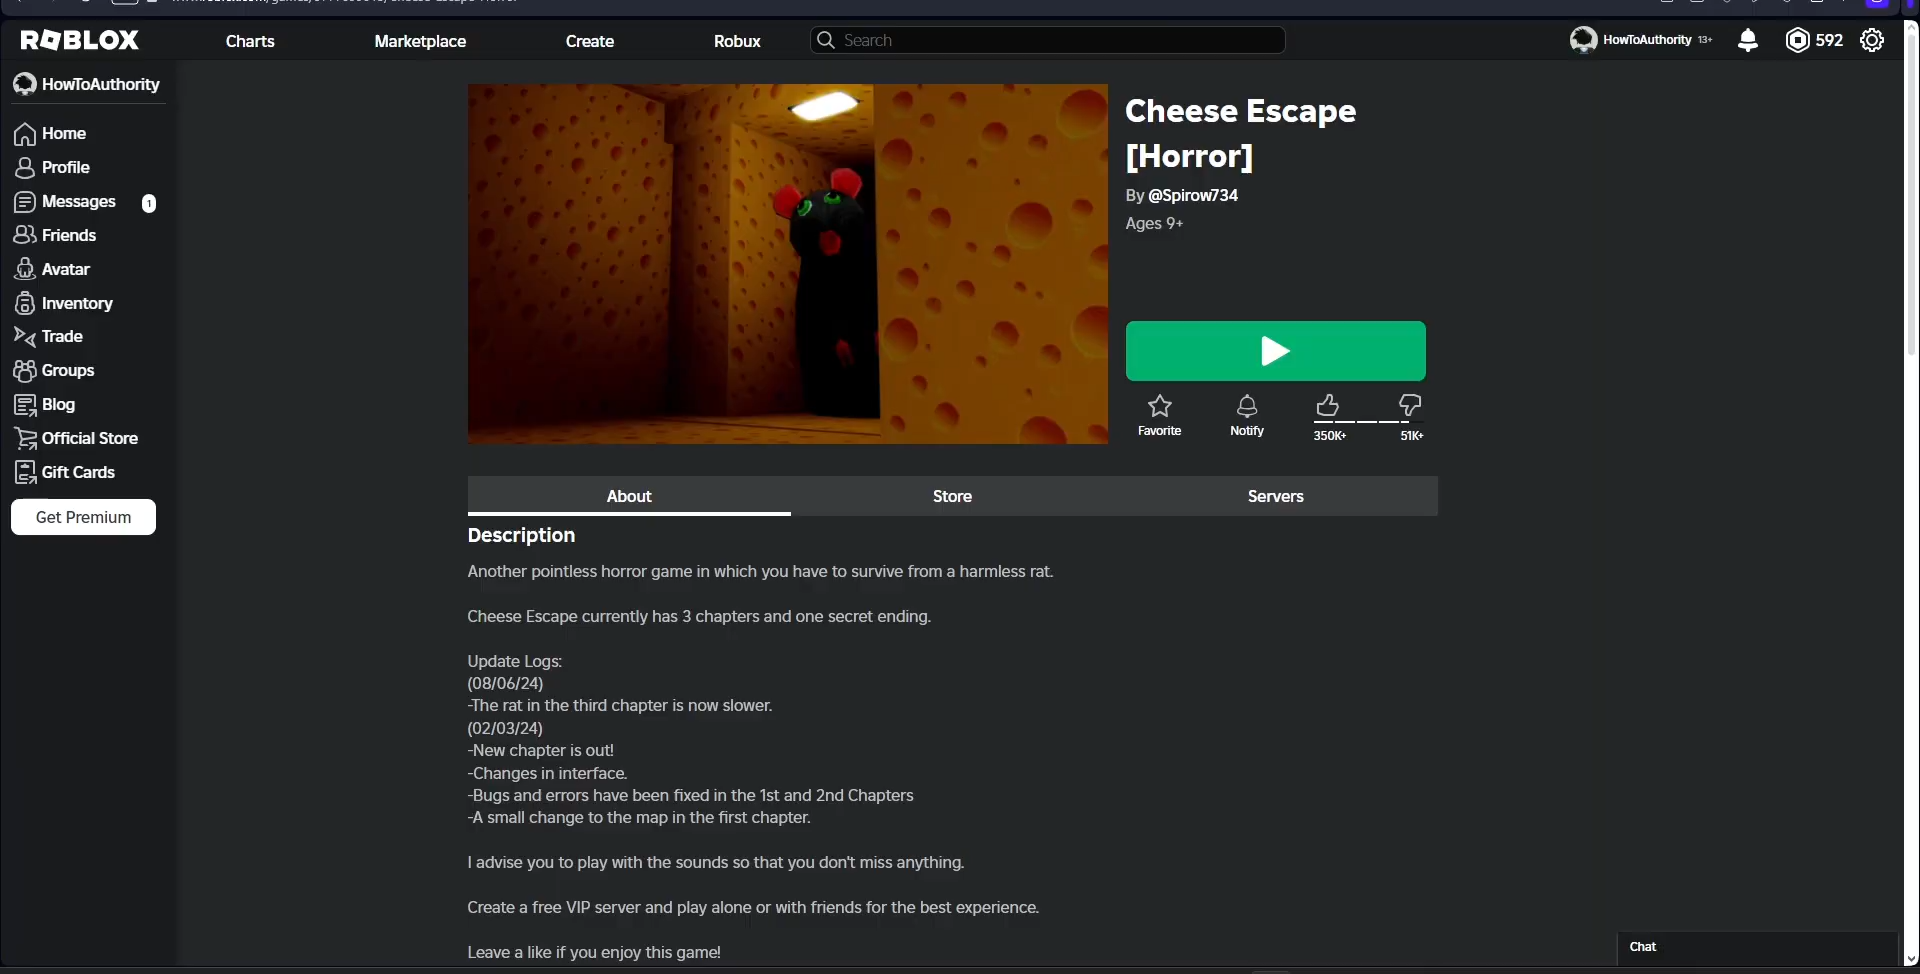 ROBLOX
Charts
Marketplace
Create
Robux
Search
HowToAuthority 13+
592
HowToAuthority
Home
Profile
Messages
1
Friends
Avatar
Inventory
Trade
Groups
Blog
Official Store
Gift Cards
Get Premium
Cheese Escape
[Horror]
By @Spirow734
Ages 9+
Favorite
Notify
350K+
51K+
About
Store
Servers
Description
Another pointless horror game in which you have to survive from a harmless rat.
Cheese Escape currently has 3 chapters and one secret ending.
Update Logs:
(08/06/24)
-The rat in the third chapter is now slower.
(02/03/24)
-New chapter is out!
-Changes in interface.
-Bugs and errors have been fixed in the 1st and 2nd Chapters
-A small change to the map in the first chapter.
I advise you to play with the sounds so that you don't miss anything.
Create a free VIP server and play alone or with friends for the best experience.
Leave a like if you enjoy this game!
Chat